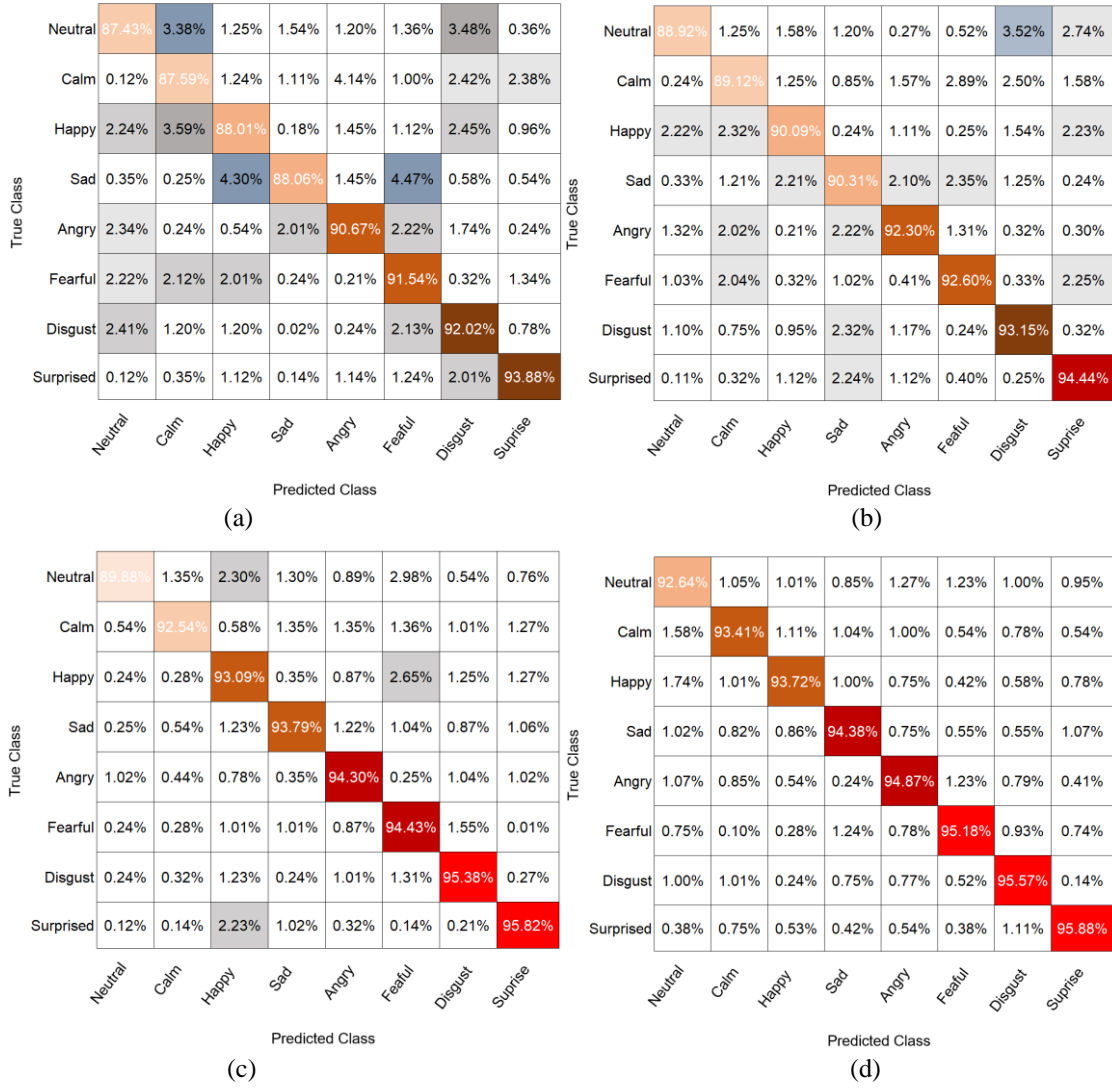 Neutral 87.43% 3.38% 1.25% 1.54% 1.20% 1.36% 3.48% 0.36%
Calm 0.12% 87.59% 1.24% 1.11% 4.14% 1.00% 2.42% 2.38%
Happy 2.24% 3.59% 88.01% 0.18% 1.45% 1.12% 2.45% 0.96%
Sad 0.35% 0.25% 4.30% 88.06% 1.45% 4.47% 0.58% 0.54%
Angry 2.34% 0.24% 0.54% 2.01% 90.67% 2.22% 1.74% 0.24%
Fearful 2.22% 2.12% 2.01% 0.24% 0.21% 91.54% 0.32% 1.34%
Disgust 2.41% 1.20% 1.20% 0.02% 0.24% 2.13% 92.02% 0.78%
Surprised 0.12% 0.35% 1.12% 0.14% 1.14% 1.24% 2.01% 93.88%
True Class
Neutral Calm Happy Sad Angry Feaful Disgust Suprise
Predicted Class
(a)
Neutral 88.92% 1.25% 1.58% 1.20% 0.27% 0.52% 3.52% 2.74%
Calm 0.24% 89.12% 1.25% 0.85% 1.57% 2.89% 2.50% 1.58%
Happy 2.22% 2.32% 90.09% 0.24% 1.11% 0.25% 1.54% 2.23%
Sad 0.33% 1.21% 2.21% 90.31% 2.10% 2.35% 1.25% 0.24%
Angry 1.32% 2.02% 0.21% 2.22% 92.30% 1.31% 0.32% 0.30%
Fearful 1.03% 2.04% 0.32% 1.02% 0.41% 92.60% 0.33% 2.25%
Disgust 1.10% 0.75% 0.95% 2.32% 1.17% 0.24% 93.15% 0.32%
Surprised 0.11% 0.32% 1.12% 2.24% 1.12% 0.40% 0.25% 94.44%
True Class
Neutral Calm Happy Sad Angry Feaful Disgust Suprise
Predicted Class
(b)
Neutral 89.88% 1.35% 2.30% 1.30% 0.89% 2.98% 0.54% 0.76%
Calm 0.54% 92.54% 0.58% 1.35% 1.35% 1.36% 1.01% 1.27%
Happy 0.24% 0.28% 93.09% 0.35% 0.87% 2.65% 1.25% 1.27%
Sad 0.25% 0.54% 1.23% 93.79% 1.22% 1.04% 0.87% 1.06%
Angry 1.02% 0.44% 0.78% 0.35% 94.30% 0.25% 1.04% 1.02%
Fearful 0.24% 0.28% 1.01% 1.01% 0.87% 94.43% 1.55% 0.01%
Disgust 0.24% 0.32% 1.23% 0.24% 1.01% 1.31% 95.38% 0.27%
Surprised 0.12% 0.14% 2.23% 1.02% 0.32% 0.14% 0.21% 95.82%
True Class
Neutral Calm Happy Sad Angry Feaful Disgust Suprise
Predicted Class
(c)
Neutral 92.64% 1.05% 1.01% 0.85% 1.27% 1.23% 1.00% 0.95%
Calm 1.58% 93.41% 1.11% 1.04% 1.00% 0.54% 0.78% 0.54%
Happy 1.74% 1.01% 93.72% 1.00% 0.75% 0.42% 0.58% 0.78%
Sad 1.02% 0.82% 0.86% 94.38% 0.75% 0.55% 0.55% 1.07%
Angry 1.07% 0.85% 0.54% 0.24% 94.87% 1.23% 0.79% 0.41%
Fearful 0.75% 0.10% 0.28% 1.24% 0.78% 95.18% 0.93% 0.74%
Disgust 1.00% 1.01% 0.24% 0.75% 0.77% 0.52% 95.57% 0.14%
Surprised 0.38% 0.75% 0.53% 0.42% 0.54% 0.38% 1.11% 95.88%
True Class
Neutral Calm Happy Sad Angry Feaful Disgust Suprise
Predicted Class
(d)